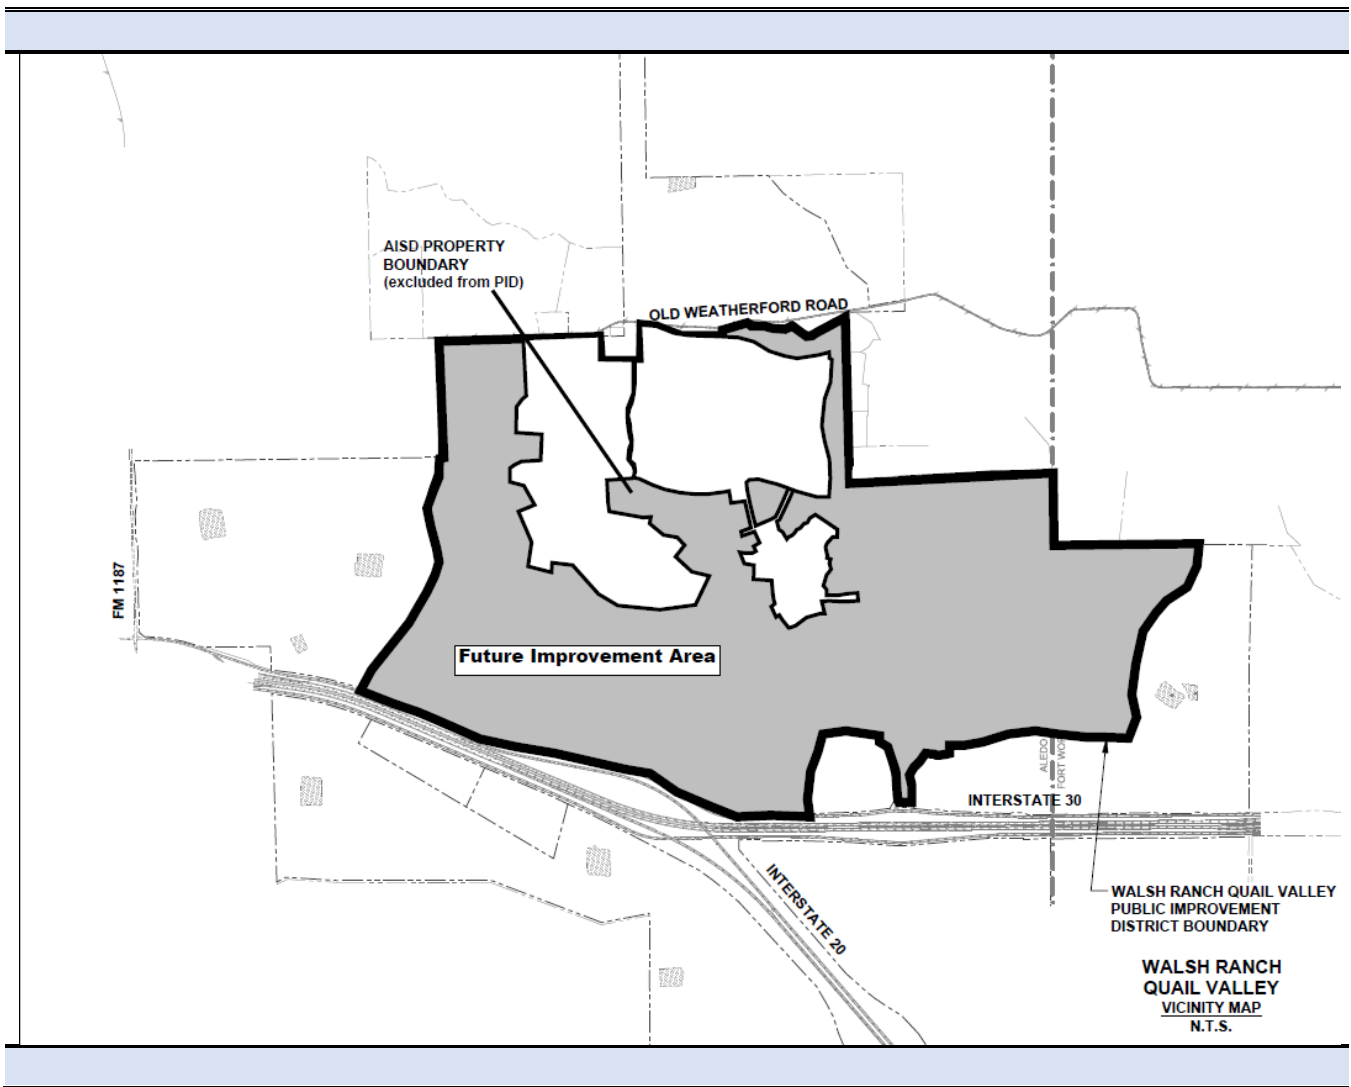 AISD PROPERTY
BOUNDARY
(excluded from PID)
OLD WEATHERFORD ROAD
FM 1187
Future Improvement Area
ALEDO
FORT WOR
INTERSTATE 30
INTERSTATE 20
WALSH RANCH QUAIL VALLEY
PUBLIC IMPROVEMENT
DISTRICT BOUNDARY
WALSH RANCH
QUAIL VALLEY
VICINITY MAP
N.T.S.